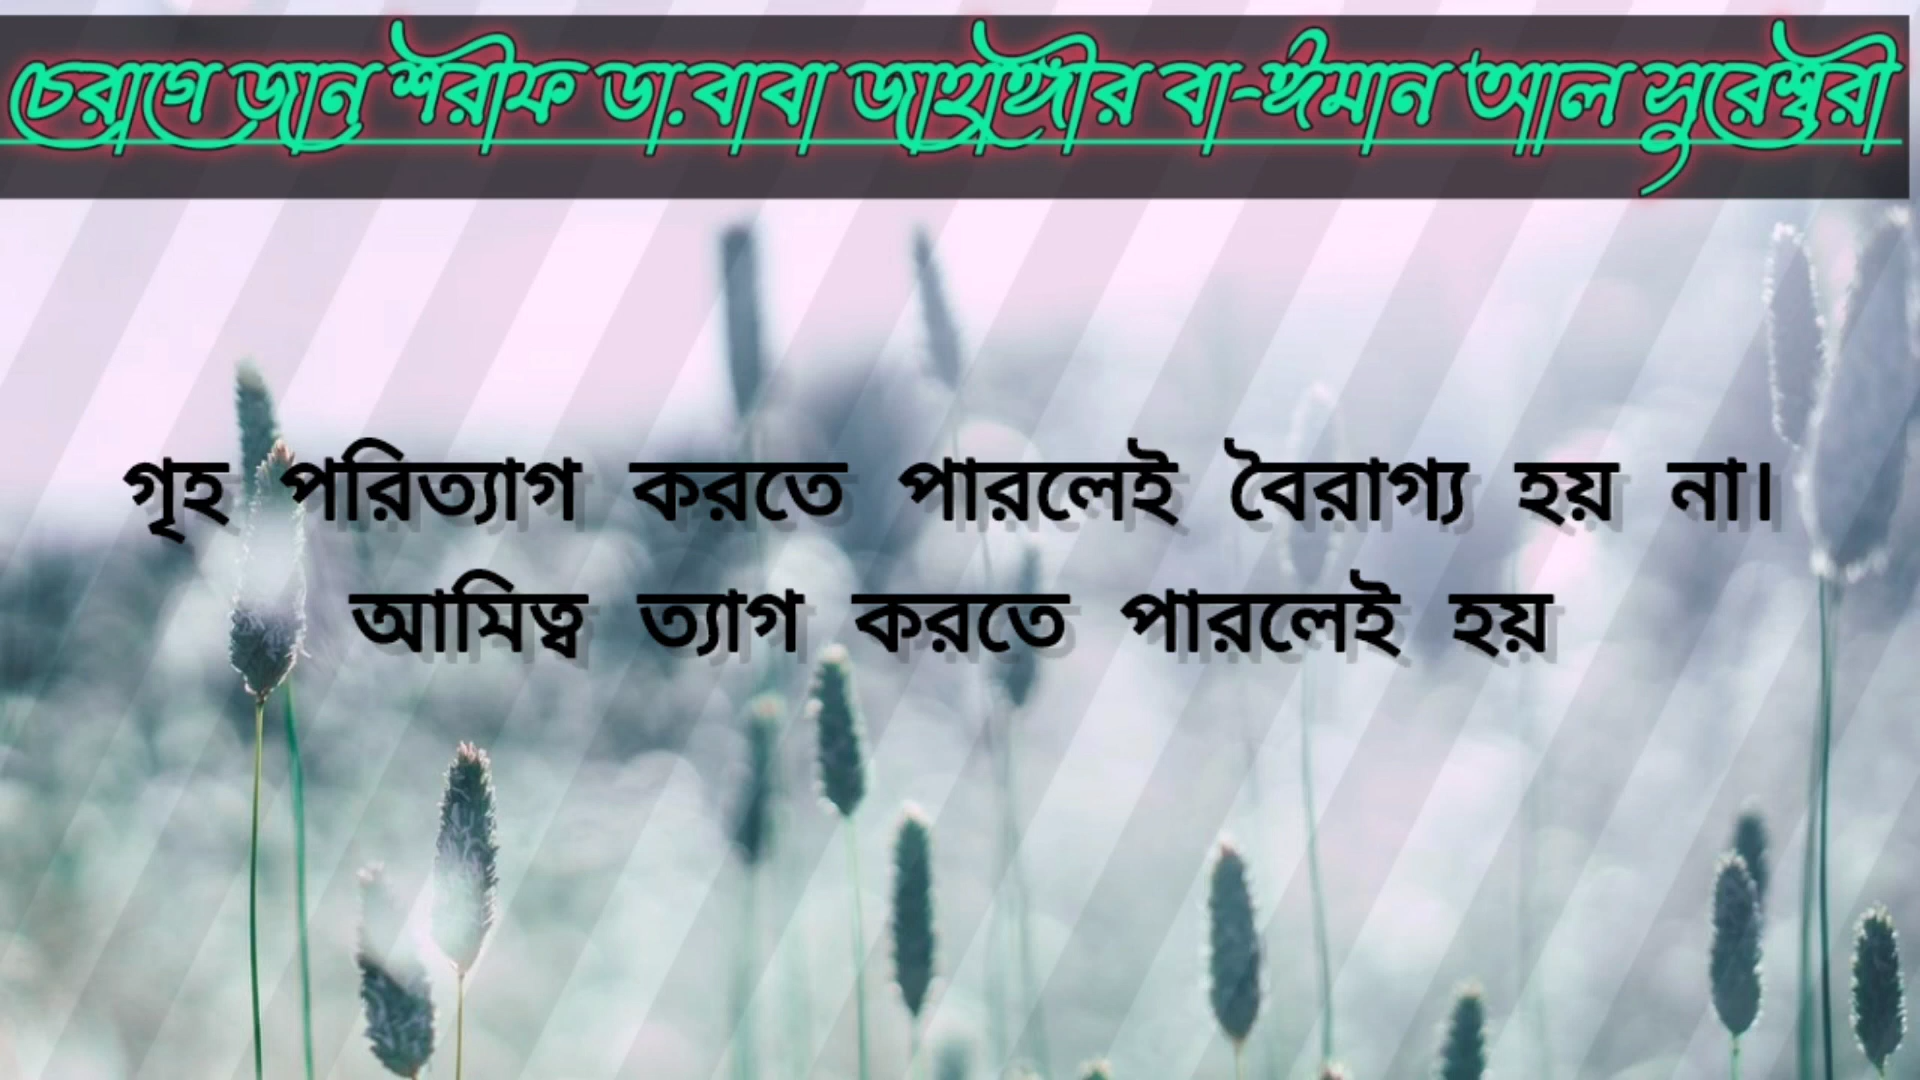 চেরাগে জান শরীফ ডা.বাবা জাহাঙ্গীর বা-ঈমান আল সুরেশ্বরী
গৃহ পরিত্যাগ করতে পারলেই বৈরাগ্য হয় না।
আমিত্ব ত্যাগ করতে পারলেই হয়